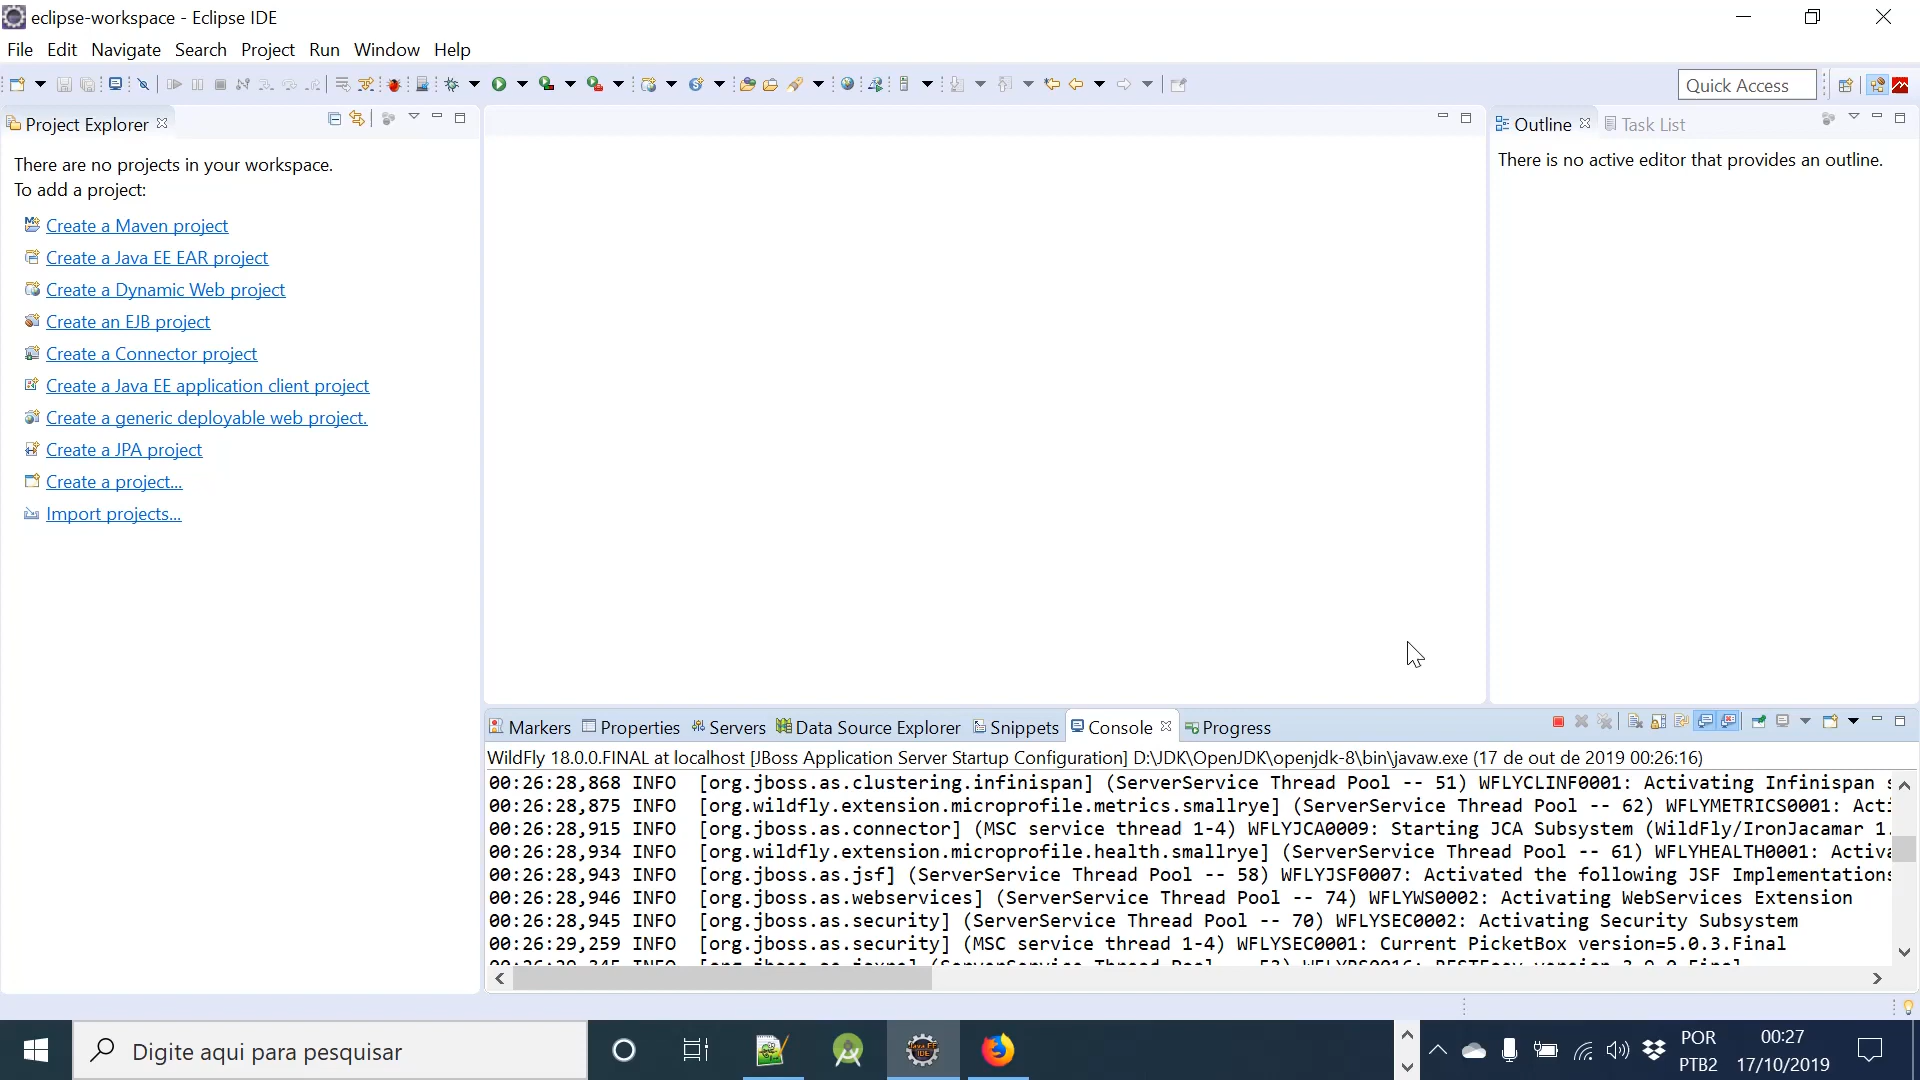 eclipse-workspace - Eclipse IDE
File Edit Navigate Search Project Run Window Help
Quick Access
Project Explorer
There are no projects in your workspace.
To add a project:
Create a Maven project
Create a Java EE EAR project
Create a Dynamic Web project
Create an EJB project
Create a Connector project
Create a Java EE application client project
Create a generic deployable web project.
Create a JPA project
Create a project...
Import projects...
Outline Task List
There is no active editor that provides an outline.
Markers Properties Servers Data Source Explorer Snippets Console Progress
WildFly 18.0.0.FINAL at localhost [JBoss Application Server Startup Configuration] D:\JDK\OpenJDK\openjdk-8\bin\javaw.exe (17 de out de 2019 00:26:16)
00:26:28,868 INFO [org.jboss.as.clustering.infinispan] (ServerService Thread Pool -- 51) WFLYCLINF0001: Activating Infinispan s
00:26:28,875 INFO [org.wildfly.extension.microprofile.metrics.smallrye] (ServerService Thread Pool -- 62) WFLYMETRICS0001: Acti
00:26:28,915 INFO [org.jboss.as.connector] (MSC service thread 1-4) WFLYJCA0009: Starting JCA Subsystem (WildFly/IronJacamar 1.
00:26:28,934 INFO [org.wildfly.extension.microprofile.health.smallrye] (ServerService Thread Pool -- 61) WFLYHEALTH0001: Activa
00:26:28,943 INFO [org.jboss.as.jsf] (ServerService Thread Pool -- 58) WFLYJSF0007: Activated the following JSF Implementations
00:26:28,946 INFO [org.jboss.as.webservices] (ServerService Thread Pool -- 74) WFLYWS0002: Activating WebServices Extension
00:26:28,945 INFO [org.jboss.as.security] (ServerService Thread Pool -- 70) WFLYSEC0002: Activating Security Subsystem
00:26:29,259 INFO [org.jboss.as.security] (MSC service thread 1-4) WFLYSEC0001: Current PicketBox version=5.0.3.Final
Digite aqui para pesquisar
POR
PTB2
00:27
17/10/2019